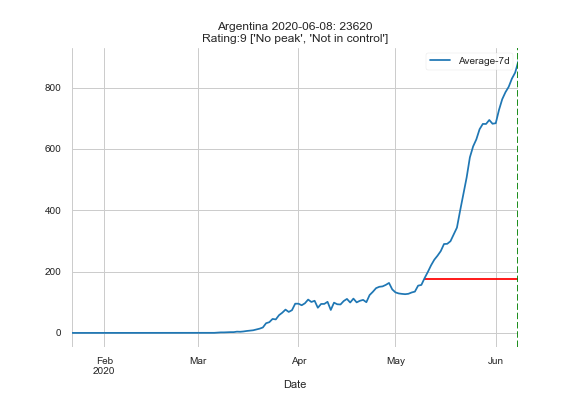 Argentina 2020-06-08: 23620
Rating:9 ['No peak', 'Not in control']
Average-7d
800
600
400
200
0
Feb Mar Apr May Jun
2020
Date